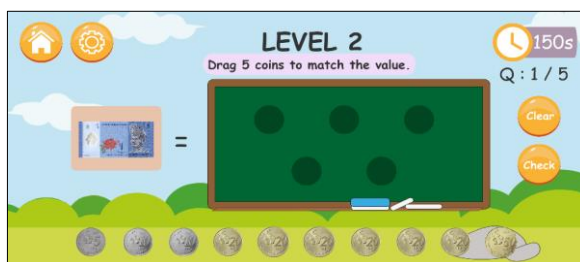 LEVEL 2
150s
Drag 5 coins to match the value.
Q : 1 / 5
=
Clear
Check